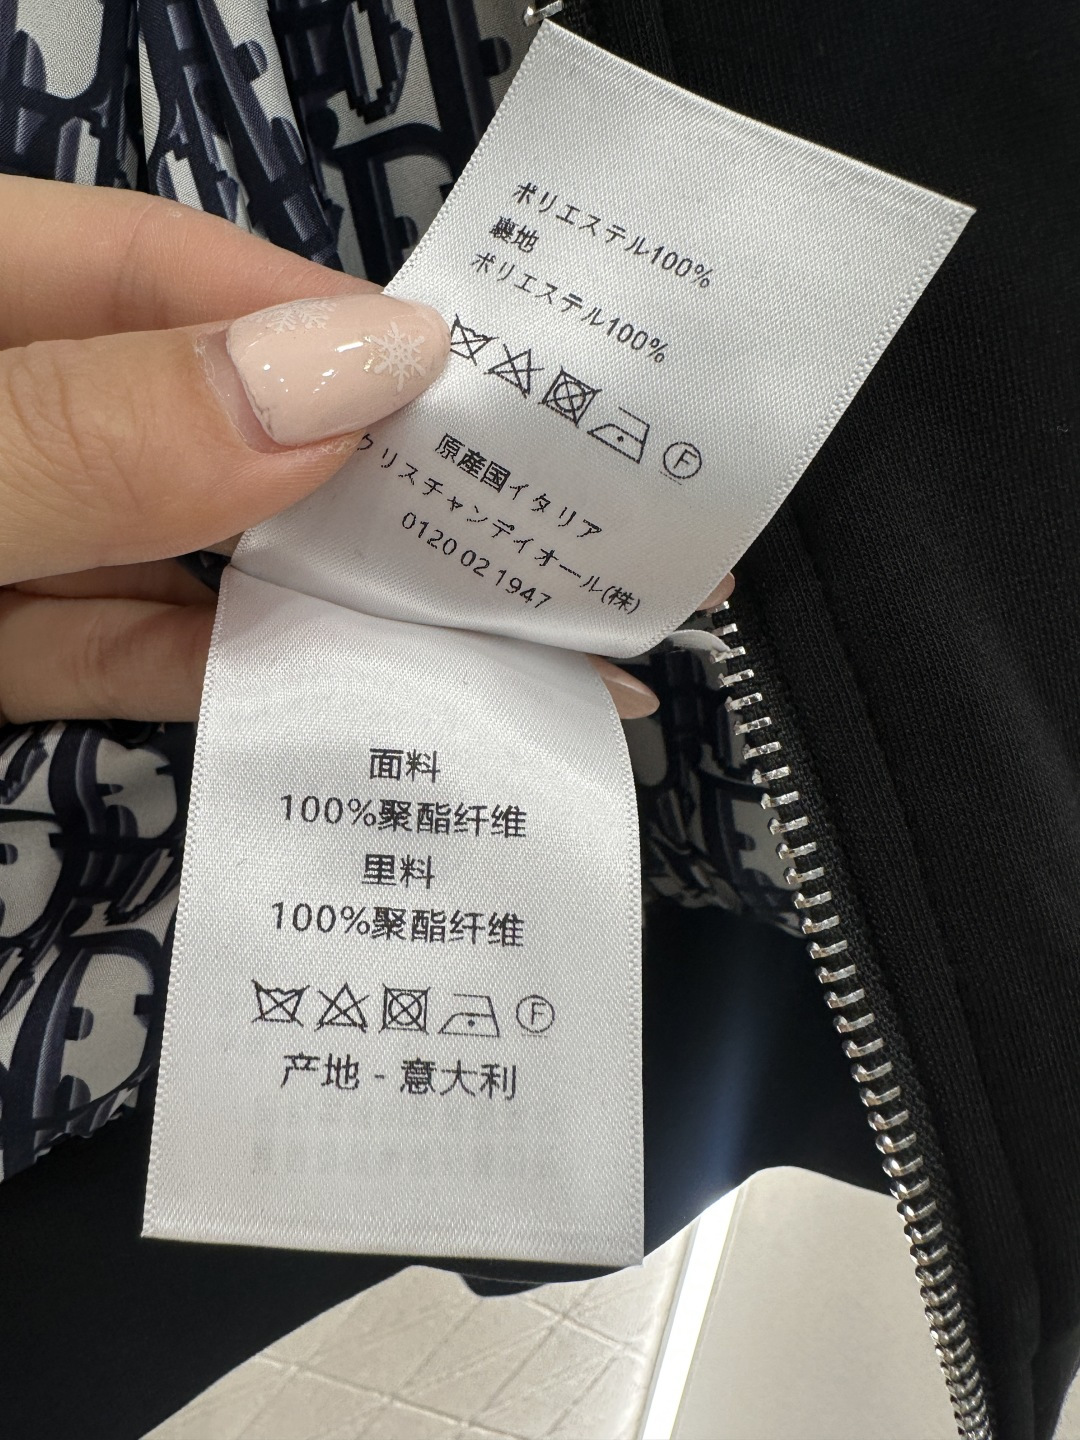 ポリエステル100%
裏地
ポリエステル100%
F
原産国イタリア
クリスチャンディオール(株)
0120 02 1947
面料
100%聚酯纤维
里料
100%聚酯纤维
F
产地 - 意大利